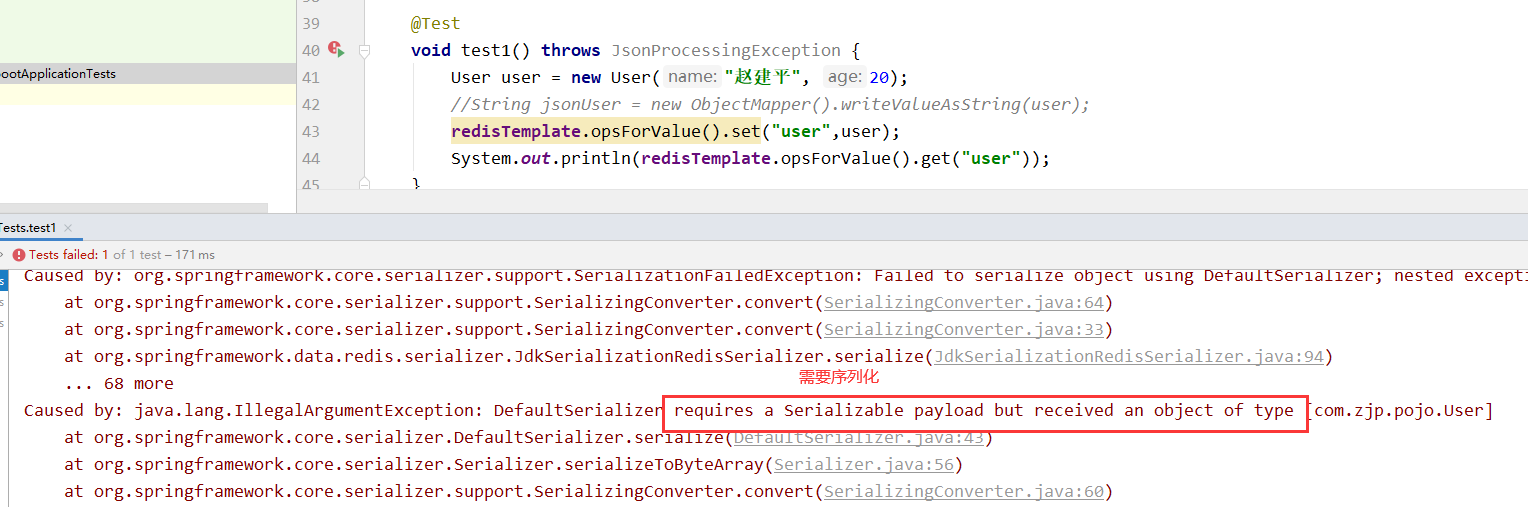 39 @Test
40 void test1() throws JsonProcessingException {
ootApplicationTests
41 User user = new User( name: "赵建平", age: 20);
42 //String jsonUser = new ObjectMapper().writeValueAsString(user);
43 redisTemplate.opsForValue().set("user",user);
44 System.out.println(redisTemplate.opsForValue().get("user"));
45 }
Tests.test1 ×
Tests failed: 1 of 1 test – 171 ms
Caused by: org.springframework.core.serializer.support.SerializationFailedException: Failed to serialize object using DefaultSerializer; nested excepti
at org.springframework.core.serializer.support.SerializingConverter.convert(SerializingConverter.java:64)
at org.springframework.core.serializer.support.SerializingConverter.convert(SerializingConverter.java:33)
at org.springframework.data.redis.serializer.JdkSerializationRedisSerializer.serialize(JdkSerializationRedisSerializer.java:94)
... 68 more
需要序列化
Caused by: java.lang.IllegalArgumentException: DefaultSerializer requires a Serializable payload but received an object of type [com.zjp.pojo.User]
at org.springframework.core.serializer.DefaultSerializer.serialize(DefaultSerializer.java:43)
at org.springframework.core.serializer.Serializer.serializeToByteArray(Serializer.java:56)
at org.springframework.core.serializer.support.SerializingConverter.convert(SerializingConverter.java:60)